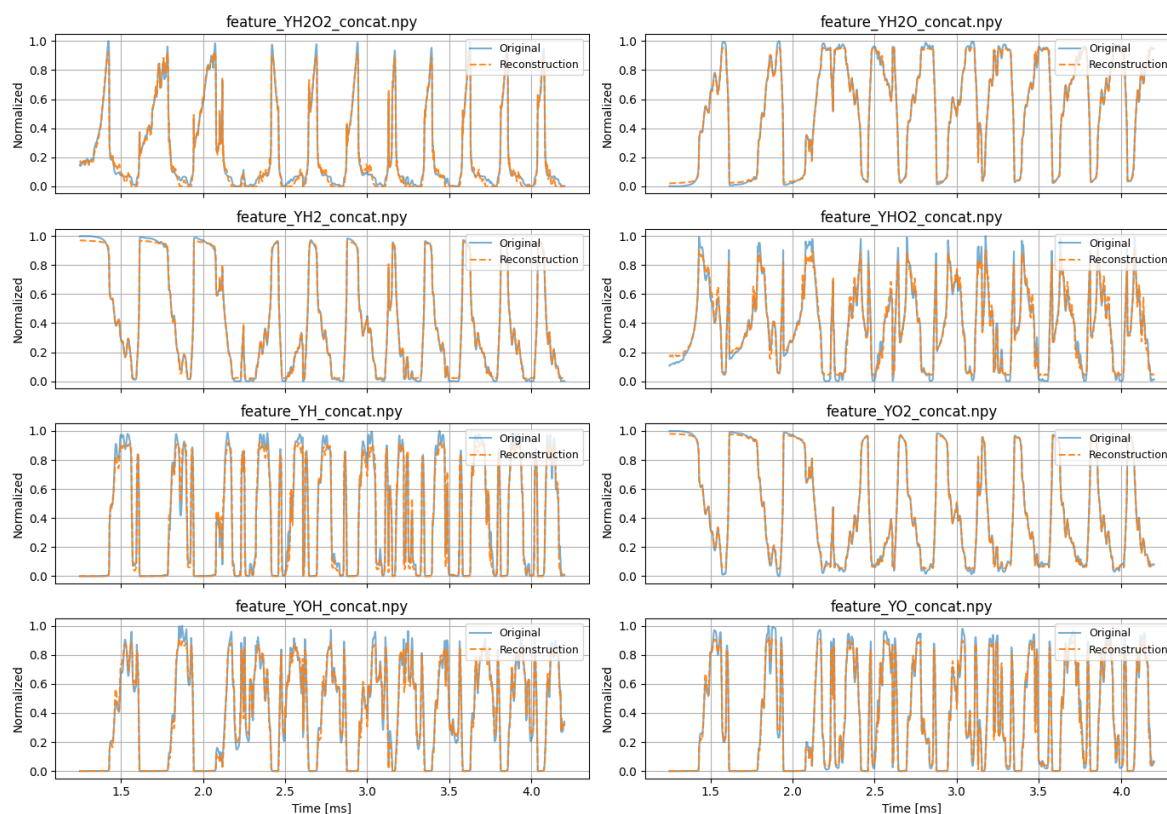 feature_YH2O2_concat.npy
Normalized
1.0
0.8
0.6
0.4
0.2
0.0
Original
Reconstruction
feature_YH2O_concat.npy
Normalized
1.0
0.8
0.6
0.4
0.2
0.0
Original
Reconstruction
feature_YH2_concat.npy
Normalized
1.0
0.8
0.6
0.4
0.2
0.0
Original
Reconstruction
feature_YHO2_concat.npy
Normalized
1.0
0.8
0.6
0.4
0.2
0.0
Original
Reconstruction
feature_YH_concat.npy
Normalized
1.0
0.8
0.6
0.4
0.2
0.0
Original
Reconstruction
feature_YO2_concat.npy
Normalized
1.0
0.8
0.6
0.4
0.2
0.0
Original
Reconstruction
feature_YOH_concat.npy
Normalized
1.0
0.8
0.6
0.4
0.2
0.0
Original
Reconstruction
1.5 2.0 2.5 3.0 3.5 4.0
Time [ms]
feature_YO_concat.npy
Normalized
1.0
0.8
0.6
0.4
0.2
0.0
Original
Reconstruction
1.5 2.0 2.5 3.0 3.5 4.0
Time [ms]